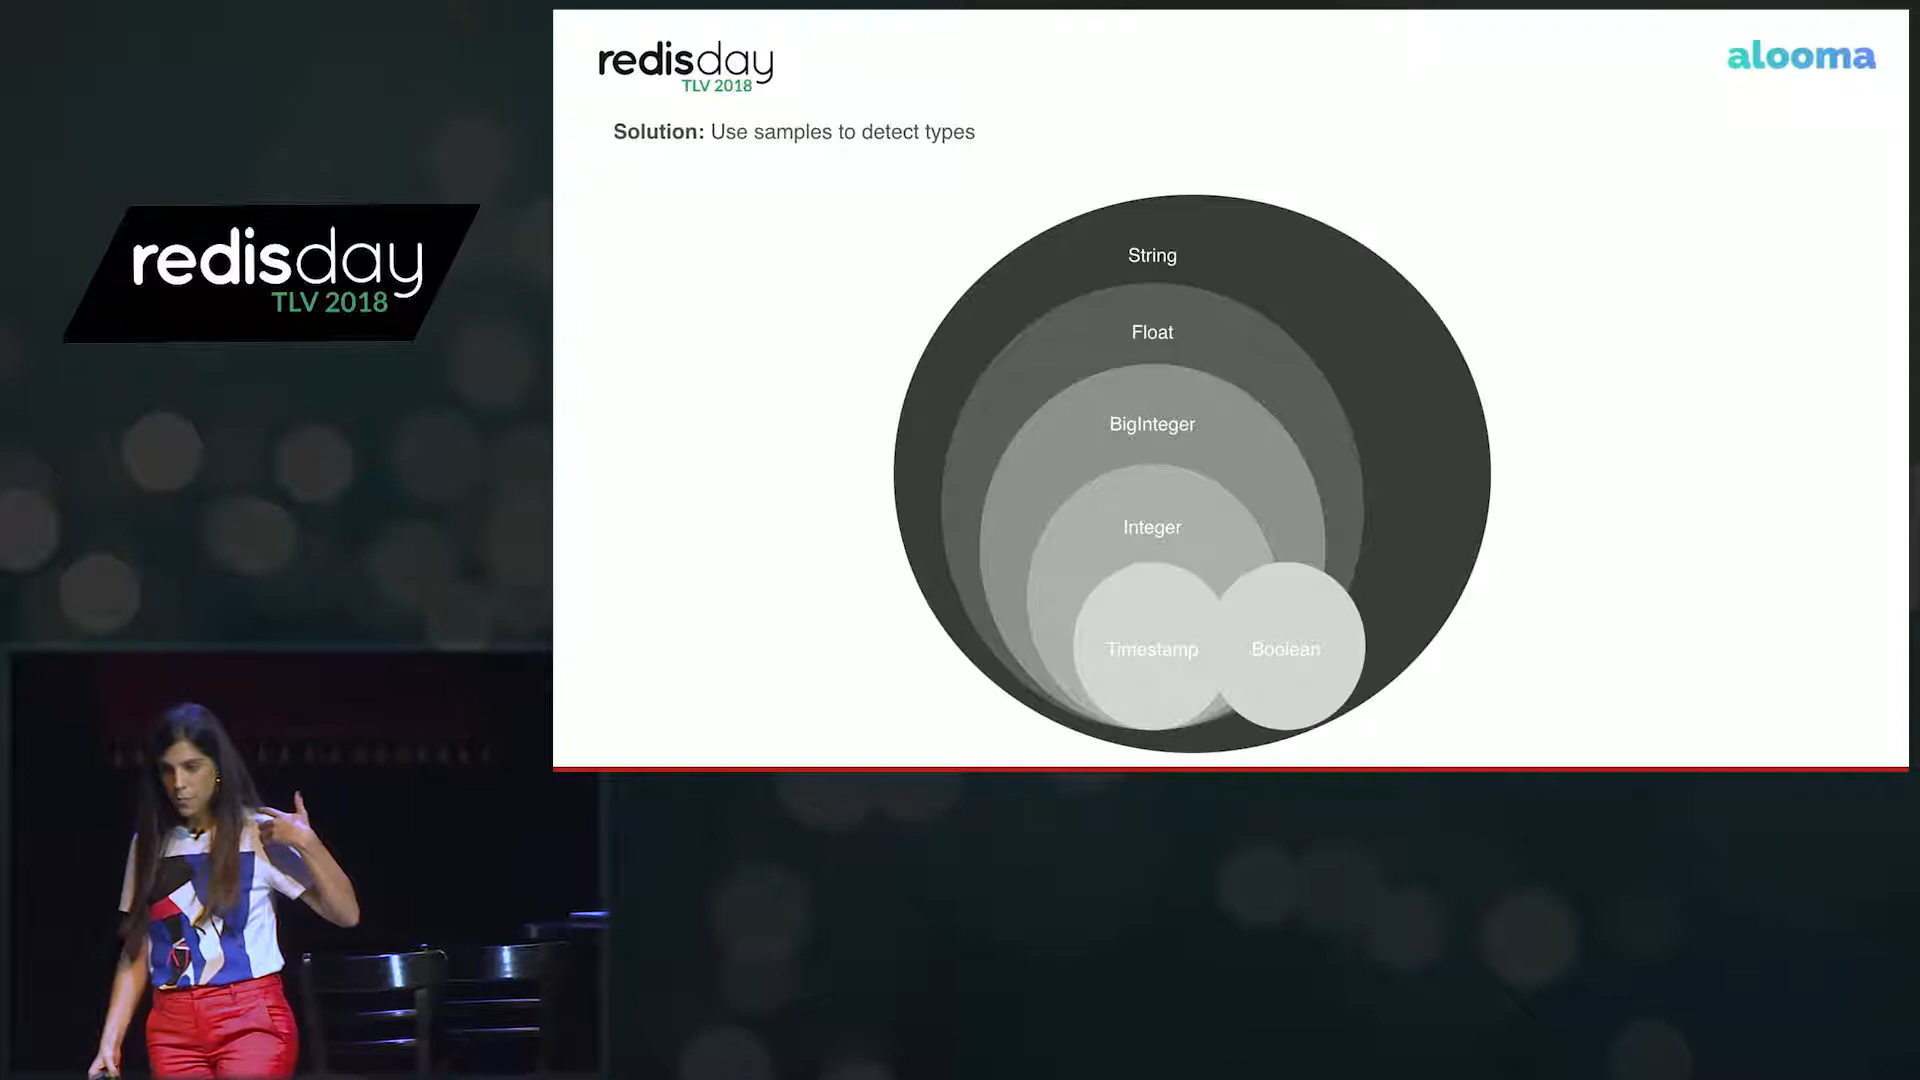 redisday
TLV 2018
redisday
TLV 2018
alooma
Solution: Use samples to detect types
String
Float
BigInteger
Integer
Timestamp
Boolean